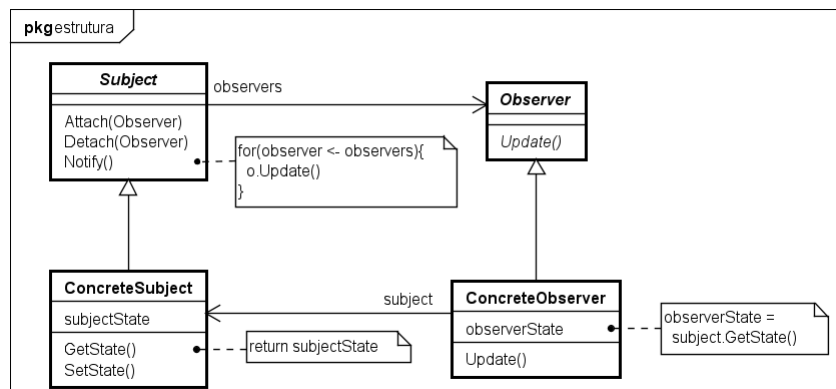 pkg estrutura
Subject
observers
Observer
Attach(Observer)
Detach(Observer)
Notify()
for(observer <- observers){
o.Update()
}
Update()
ConcreteSubject
subjectState
GetState()
SetState()
return subjectState
subject
ConcreteObserver
observerState
Update()
observerState =
subject.GetState()